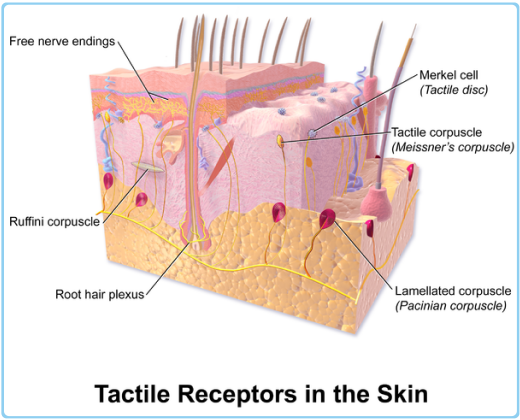 Free nerve endings
Merkel cell
(Tactile disc)
Tactile corpuscle
(Meissner's corpuscle)
Ruffini corpuscle
Root hair plexus
Lamellated corpuscle
(Pacinian corpuscle)
Tactile Receptors in the Skin